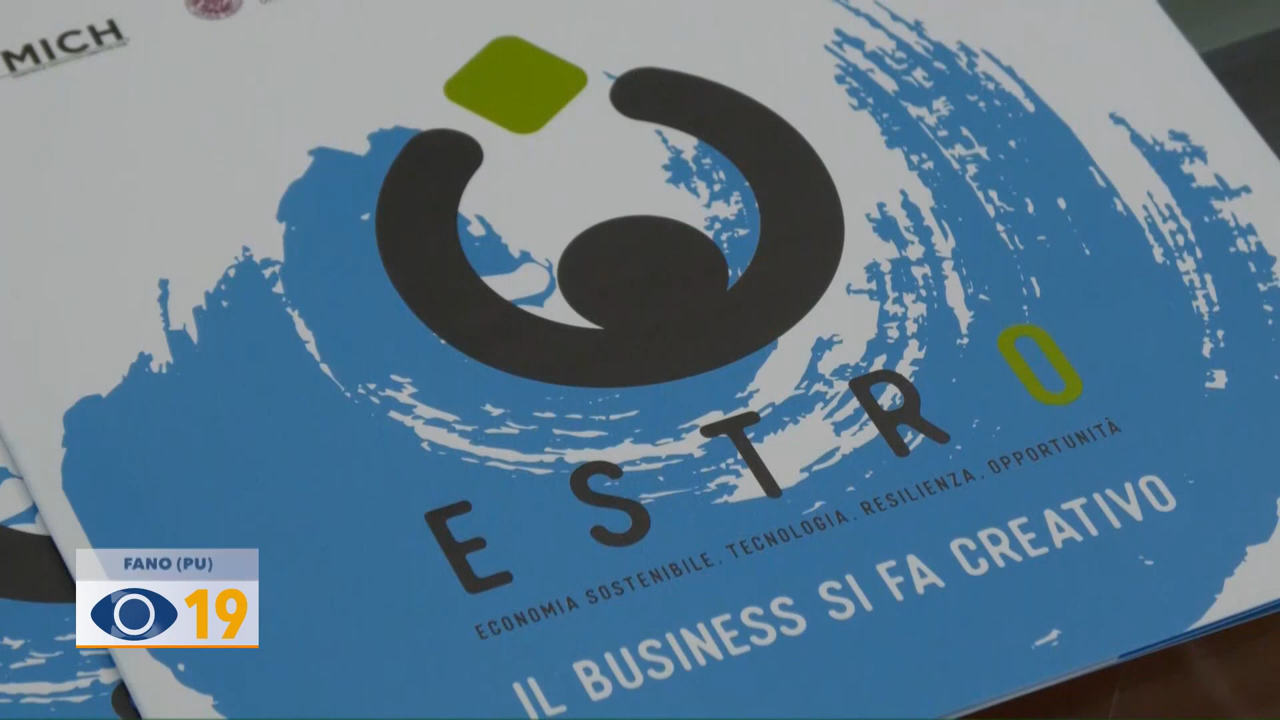 MICH
ESTRO
ECONOMIA SOSTENIBILE. TECNOLOGIA. RESILIENZA. OPPORTUNITÀ
IL BUSINESS SI FA CREATIVO
FANO (PU)
19